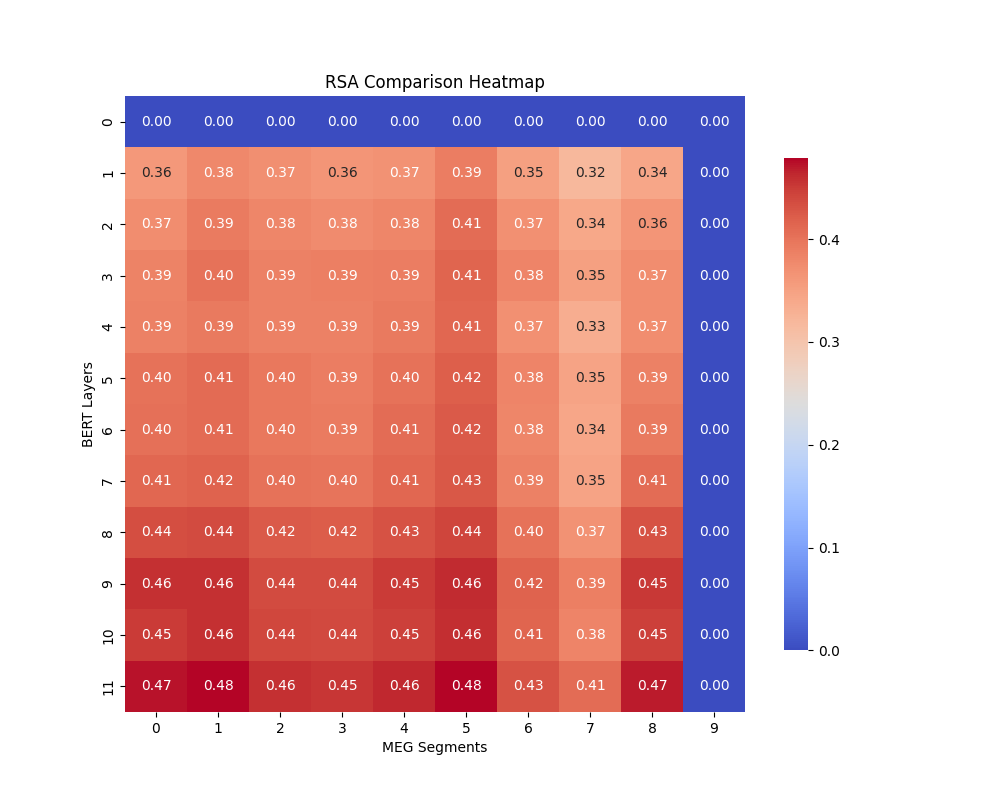 RSA Comparison Heatmap
BERT Layers
0 0.00 0.00 0.00 0.00 0.00 0.00 0.00 0.00 0.00 0.00
1 0.36 0.38 0.37 0.36 0.37 0.39 0.35 0.32 0.34 0.00
2 0.37 0.39 0.38 0.38 0.38 0.41 0.37 0.34 0.36 0.00
3 0.39 0.40 0.39 0.39 0.39 0.41 0.38 0.35 0.37 0.00
4 0.39 0.39 0.39 0.39 0.39 0.41 0.37 0.33 0.37 0.00
5 0.40 0.41 0.40 0.39 0.40 0.42 0.38 0.35 0.39 0.00
6 0.40 0.41 0.40 0.39 0.41 0.42 0.38 0.34 0.39 0.00
7 0.41 0.42 0.40 0.40 0.41 0.43 0.39 0.35 0.41 0.00
8 0.44 0.44 0.42 0.42 0.43 0.44 0.40 0.37 0.43 0.00
9 0.46 0.46 0.44 0.44 0.45 0.46 0.42 0.39 0.45 0.00
10 0.45 0.46 0.44 0.44 0.45 0.46 0.41 0.38 0.45 0.00
11 0.47 0.48 0.46 0.45 0.46 0.48 0.43 0.41 0.47 0.00
0 1 2 3 4 5 6 7 8 9
MEG Segments
0.4
0.3
0.2
0.1
0.0